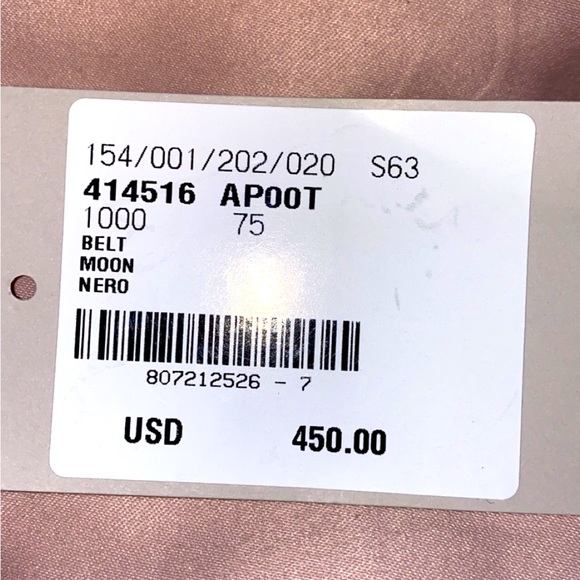 154/001/202/020 S63
414516 AP00T
1000 75
BELT
MOON
NERO
807212526 - 7
USD 450.00